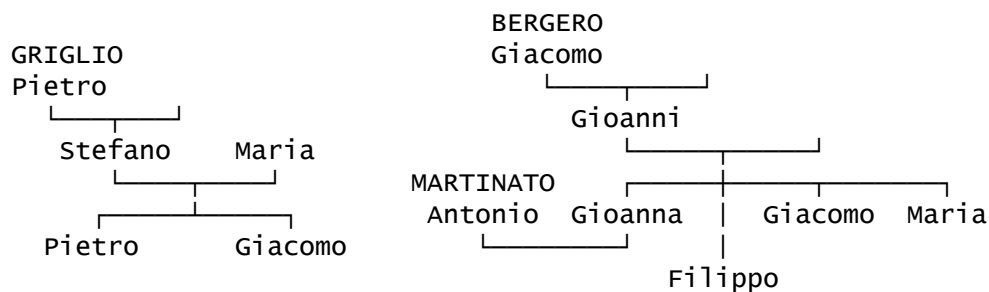 GRIGLIO
Pietro
Stefano Maria
Pietro Giacomo
BERGERO
Giacomo
Gioanni
MARTINATO
Antonio Gioanna Giacomo Maria
Filippo